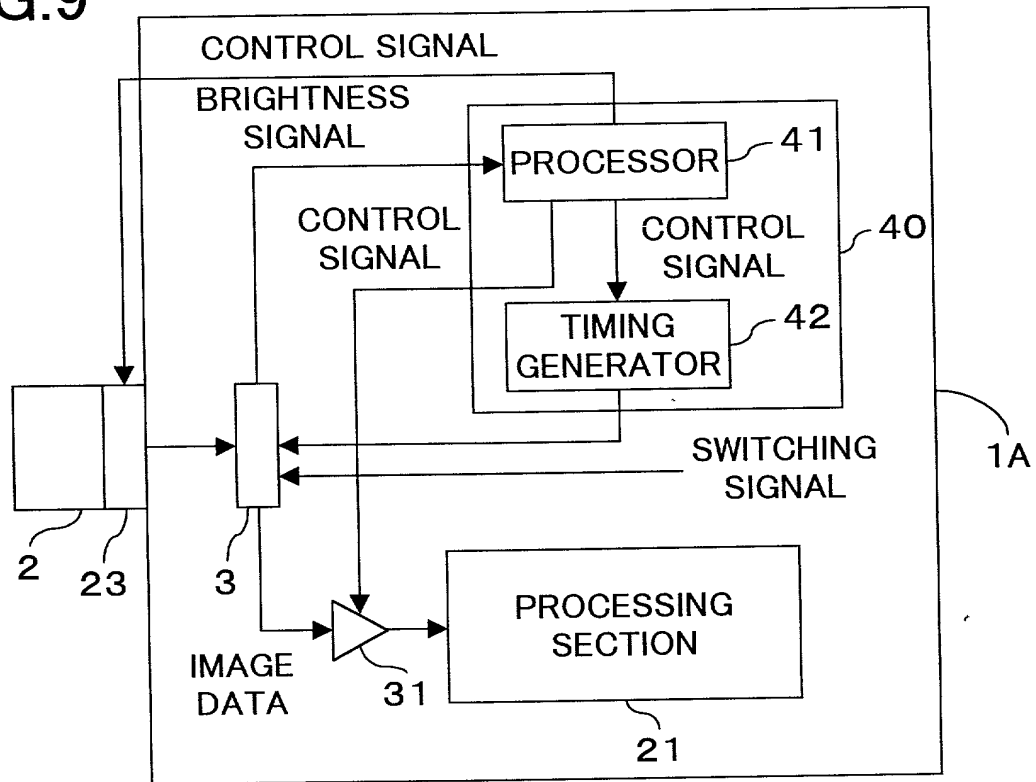 G.9
CONTROL SIGNAL
BRIGHTNESS
SIGNAL
PROCESSOR
41
CONTROL
SIGNAL
CONTROL
SIGNAL
40
TIMING
GENERATOR
42
SWITCHING
SIGNAL
1A
2
23
3
PROCESSING
SECTION
IMAGE
DATA
31
21